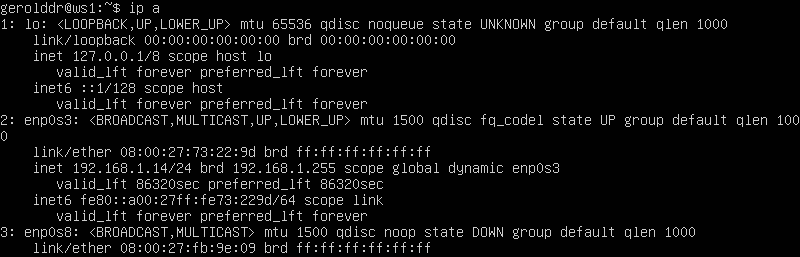 gerolddr@ws1:~$ ip a
1: lo: <LOOPBACK,UP,LOWER_UP> mtu 65536 qdisc noqueue state UNKNOWN group default qlen 1000
    link/loopback 00:00:00:00:00:00 brd 00:00:00:00:00:00
    inet 127.0.0.1/8 scope host lo
       valid_lft forever preferred_lft forever
    inet6 ::1/128 scope host
       valid_lft forever preferred_lft forever
2: enp0s3: <BROADCAST,MULTICAST,UP,LOWER_UP> mtu 1500 qdisc fq_codel state UP group default qlen 100
0
    link/ether 08:00:27:73:22:9d brd ff:ff:ff:ff:ff:ff
    inet 192.168.1.14/24 brd 192.168.1.255 scope global dynamic enp0s3
       valid_lft 86320sec preferred_lft 86320sec
    inet6 fe80::a00:27ff:fe73:229d/64 scope link
       valid_lft forever preferred_lft forever
3: enp0s8: <BROADCAST,MULTICAST> mtu 1500 qdisc noop state DOWN group default qlen 1000
    link/ether 08:00:27:fb:9e:09 brd ff:ff:ff:ff:ff:ff